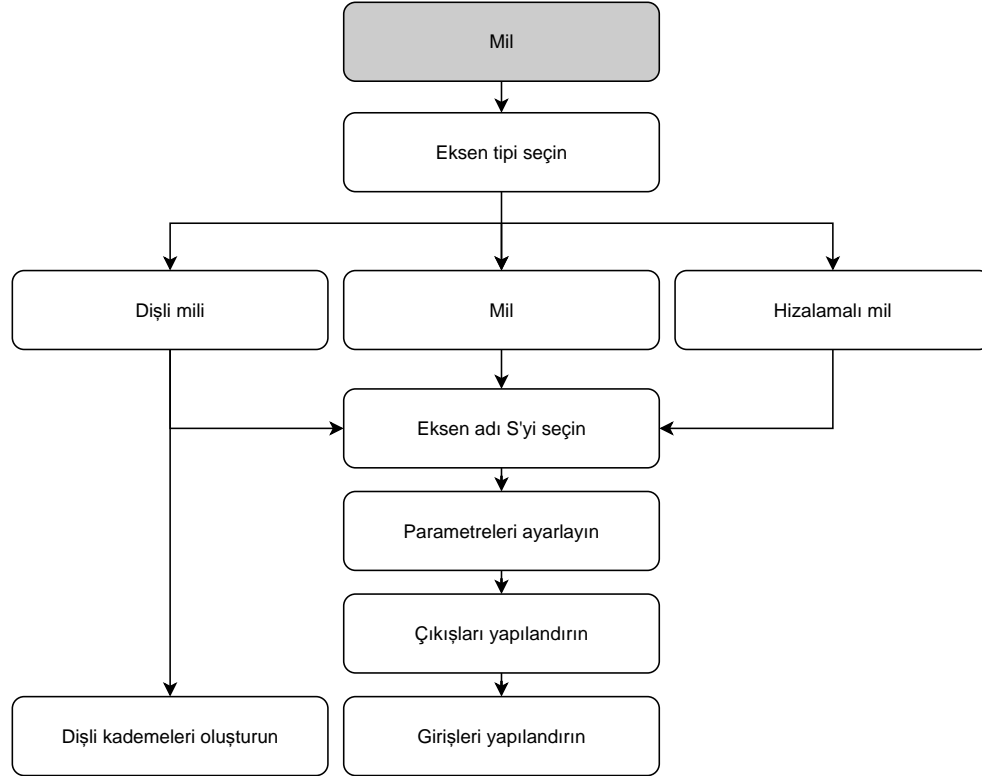 Mil
Eksen tipi seçin
Dişli mili
Mil
Hizalamalı mil
Eksen adı S'yi seçin
Parametreleri ayarlayın
Çıkışları yapılandırın
Dişli kademeleri oluşturun
Girişleri yapılandırın